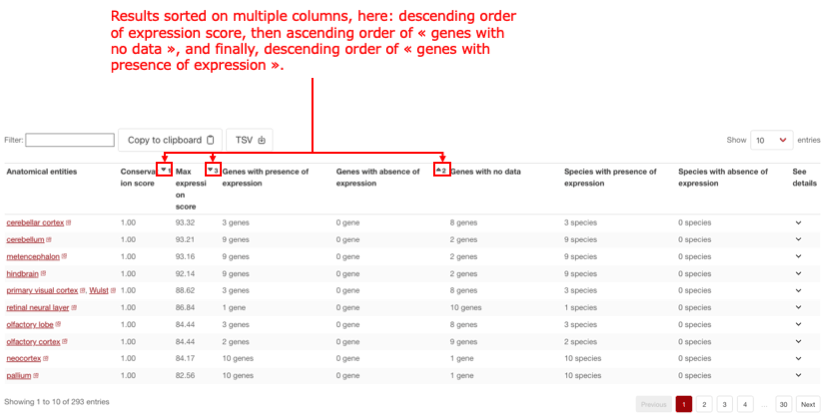 Results sorted on multiple columns, here: descending order
of expression score, then ascending order of « genes with
no data », and finally, descending order of « genes with
presence of expression ».
Filter: Copy to clipboard TSV Show 10 entries
Anatomical entities Conserva Max 3 Genes with presence of Genes with absence of 2 Genes with no data Species with presence of Species with absence of See
ion score expressi expression expression expression expression details
on
score
cerebellar cortex 1.00 93.32 3 genes 0 gene 8 genes 3 species 0 species
cerebellum 1.00 93.21 9 genes 0 gene 2 genes 9 species 0 species
metencephalon 1.00 93.16 9 genes 0 gene 2 genes 9 species 0 species
hindbrain 1.00 92.14 9 genes 0 gene 2 genes 9 species 0 species
primary visual cortex , Wulst 1.00 88.62 3 genes 0 gene 8 genes 3 species 0 species
retinal neural layer 1.00 86.84 1 gene 0 gene 10 genes 1 species 0 species
olfactory lobe 1.00 84.44 3 genes 0 gene 8 genes 3 species 0 species
olfactory cortex 1.00 84.44 2 genes 0 gene 9 genes 2 species 0 species
neocortex 1.00 84.17 10 genes 0 gene 1 gene 10 species 0 species
pallium 1.00 82.56 10 genes 0 gene 1 gene 10 species 0 species
Showing 1 to 10 of 293 entries Previous 1 2 3 4 ... 30 Next